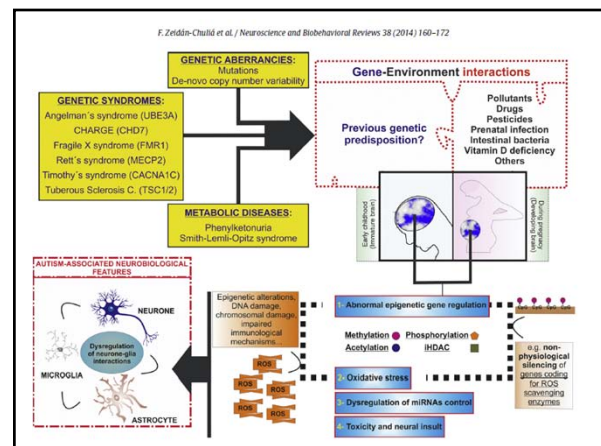 F. Zeidán-Chuliá et al. / Neuroscience and Biobehavioral Reviews 38 (2014) 160–172
GENETIC ABERRANCIES:
Mutations
De-novo copy number variability
GENETIC SYNDROMES:
Angelman´s syndrome (UBE3A)
CHARGE (CHD7)
Fragile X syndrome (FMR1)
Rett´s syndrome (MECP2)
Timothy´s syndrome (CACNA1C)
Tuberous Sclerosis C. (TSC1/2)
METABOLIC DISEASES:
Phenylketonuria
Smith-Lemli-Opitz syndrome
Gene-Environment interactions
Previous genetic
predisposition?
Pollutants
Drugs
Pesticides
Prenatal infection
Intestinal bacteria
Vitamin D deficiency
Others
Early childhood
(Immature brain)
During pregnancy
(Developing brain)
AUTISM-ASSOCIATED NEUROBIOLOGICAL
FEATURES
NEURONE
Dysregulation
of neurone-glia
interactions
MICROGLIA
ASTROCYTE
Epigenetic alterations,
DNA damage,
chromosomal damage,
impaired
immunological
mechanisms...
ROS
ROS
ROS
ROS
ROS
ROS
1- Abnormal epigenetic gene regulation
Methylation
Phosphorylation
Acetylation
iHDAC
2- Oxidative stress
3- Dysregulation of miRNAs control
4- Toxicity and neural insult
CpG CpG CpG CpG
e.g. non-
physiological
silencing of
genes coding
for ROS
scavenging
enzymes